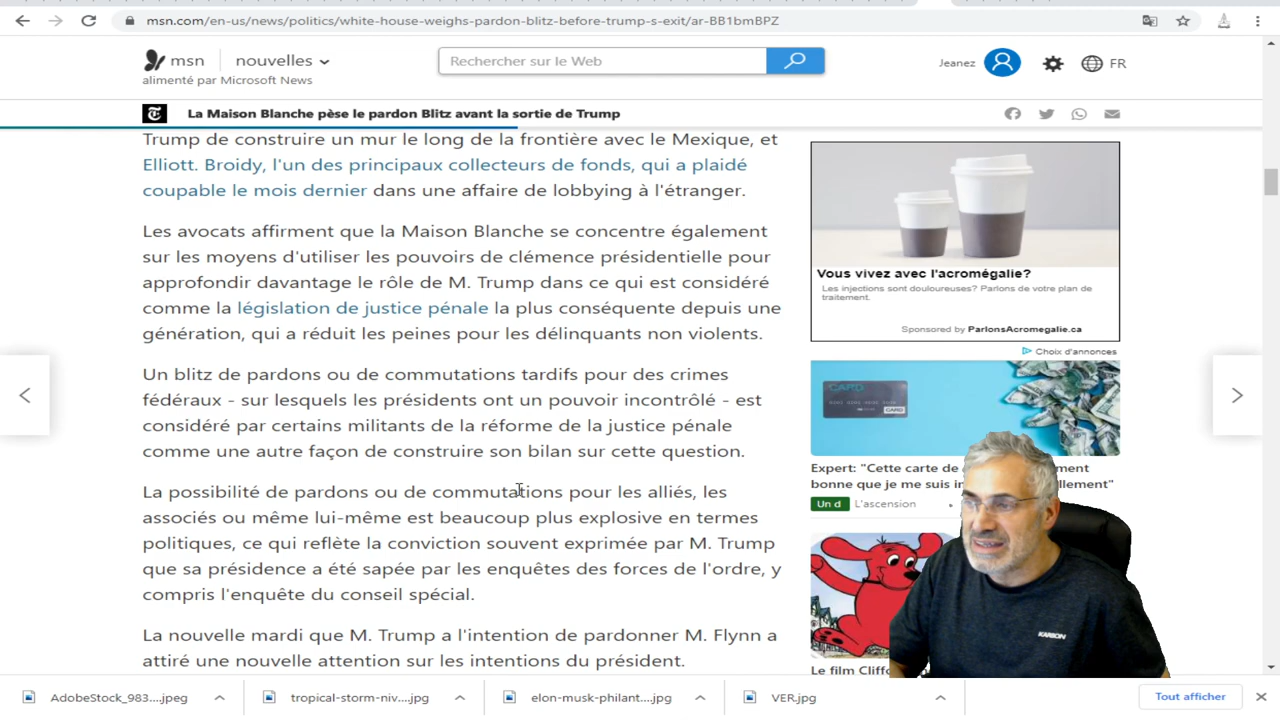 msn.com/en-us/news/politics/white-house-weighs-pardon-blitz-before-trump-s-exit/ar-BB1bmBPZ
msn
nouvelles
alimenté par Microsoft News
Rechercher sur le Web
Jeanez
FR
La Maison Blanche pèse le pardon Blitz avant la sortie de Trump
Trump de construire un mur le long de la frontière avec le Mexique, et
Elliott. Broidy, l'un des principaux collecteurs de fonds, qui a plaidé
coupable le mois dernier dans une affaire de lobbying à l'étranger.
Les avocats affirment que la Maison Blanche se concentre également
sur les moyens d'utiliser les pouvoirs de clémence présidentielle pour
approfondir davantage le rôle de M. Trump dans ce qui est considéré
comme la législation de justice pénale la plus conséquente depuis une
génération, qui a réduit les peines pour les délinquants non violents.
Un blitz de pardons ou de commutations tardifs pour des crimes
fédéraux - sur lesquels les présidents ont un pouvoir incontrôlé - est
considéré par certains militants de la réforme de la justice pénale
comme une autre façon de construire son bilan sur cette question.
La possibilité de pardons ou de commutations pour les alliés, les
associés ou même lui-même est beaucoup plus explosive en termes
politiques, ce qui reflète la conviction souvent exprimée par M. Trump
que la présidence a été sapée par les enquêtes des forces de l'ordre, y
compris l'enquête du conseil spécial.
La nouvelle mardi que M. Trump a l'intention de pardonner M. Flynn a
attiré une nouvelle attention sur les intentions du président.
Vous vivez avec l'acromégalie?
Les injections sont douloureuses? Parlons de votre plan de
traitement.
Sponsored by ParlonsAcromegalie.ca
Choix d'annonces
CARD
CARD
Expert: "Cette carte de
ment
bonne que je me suis
ellement"
Un d
L'ascension
Le film Cliffo
KARBON
AdobeStock_983....jpeg
tropical-storm-niv....jpg
elon-musk-philant....jpg
VER.jpg
Tout afficher